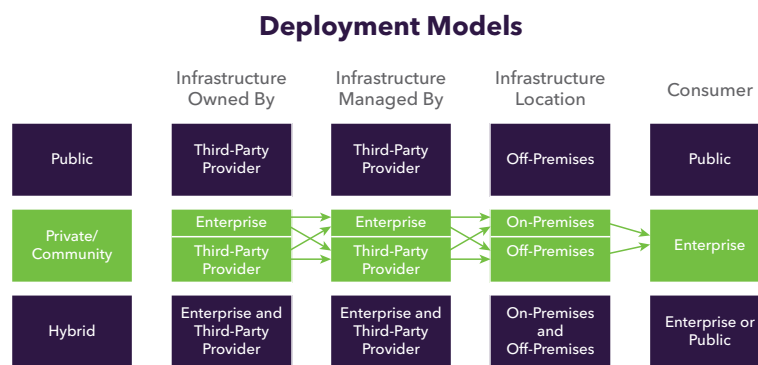 Deployment Models
Infrastructure
Owned By
Infrastructure
Managed By
Infrastructure
Location
Consumer
Public
Third-Party
Provider
Third-Party
Provider
Off-Premises
Public
Private/
Community
Enterprise
Third-Party
Provider
Enterprise
Third-Party
Provider
On-Premises
Off-Premises
Enterprise
Hybrid
Enterprise and
Third-Party
Provider
Enterprise and
Third-Party
Provider
On-Premises
and
Off-Premises
Enterprise or
Public